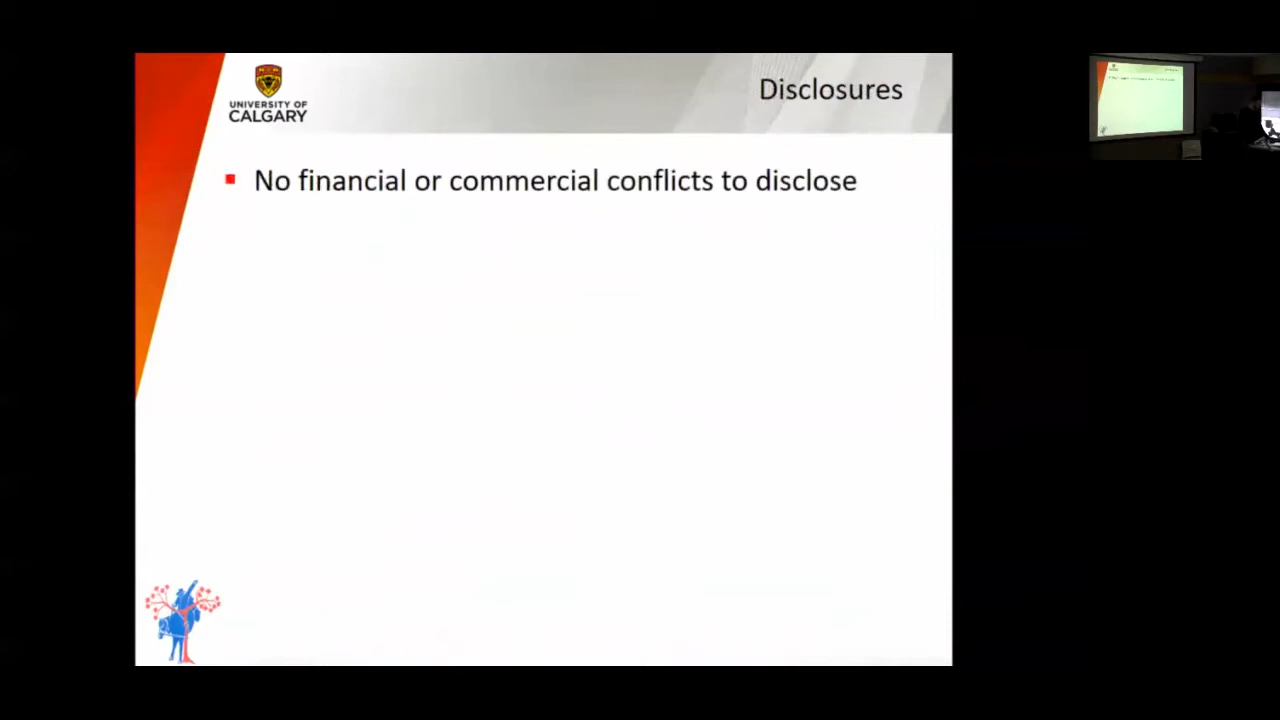 UNIVERSITY OF
CALGARY
Disclosures
No financial or commercial conflicts to disclose